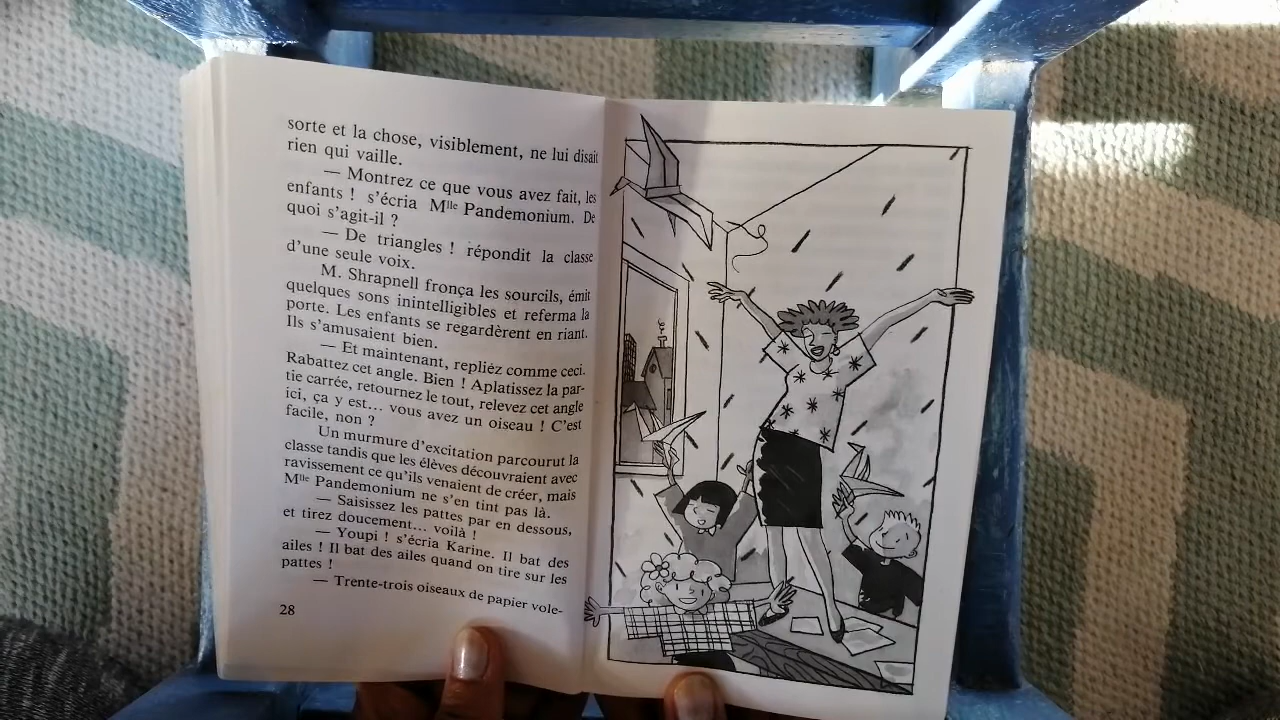 sorte et la chose, visiblement, ne lui disait
rien qui vaille.
— Montrez ce que vous avez fait, les
enfants ! s'écria Mlle Pandemonium. De
quoi s'agit-il ?
— De triangles ! répondit la classe
d'une seule voix.
M. Shrapnell fronça les sourcils, émit
quelques sons inintelligibles et referma la
porte. Les enfants se regardèrent en riant.
Ils s'amusaient bien.
— Et maintenant, repliez comme ceci.
Rabattez cet angle. Bien ! Aplatissez la par-
tie carrée, retournez le tout, relevez cet angle
ici, ça y est... vous avez un oiseau ! C'est
facile, non ?
Un murmure d'excitation parcourut la
classe tandis que les élèves découvraient avec
ravissement ce qu'ils venaient de créer, mais
Mlle Pandemonium ne s'en tint pas là.
— Saisissez les pattes par en dessous,
et tirez doucement... voilà !
— Youpi ! s'écria Karine. Il bat des
ailes ! Il bat des ailes quand on tire sur les
pattes !
— Trente-trois oiseaux de papier vole-
28